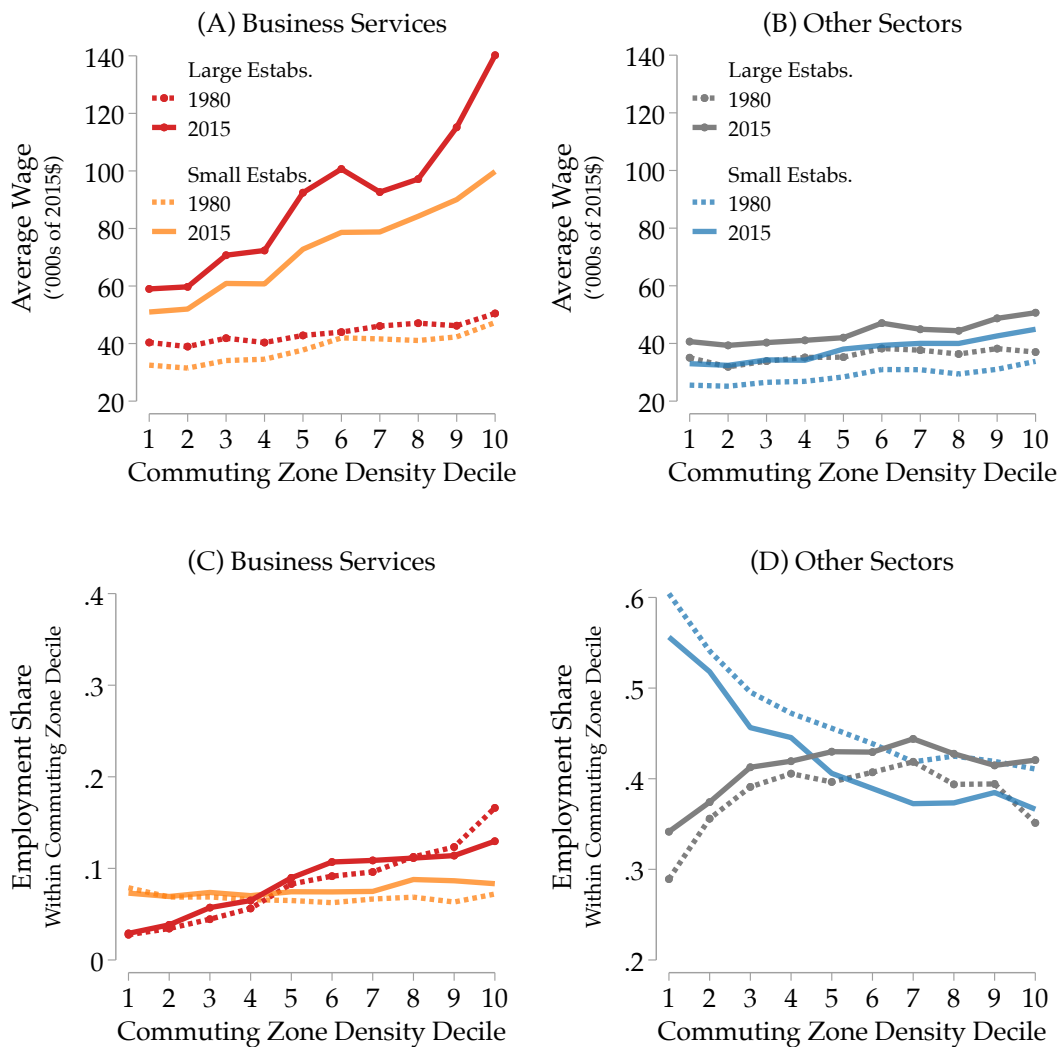 (A) Business Services
Average Wage
('000s of 2015$)
140
120
100
80
60
40
20
Large Estabs.
1980
2015
Small Estabs.
1980
2015
1 2 3 4 5 6 7 8 9 10
Commuting Zone Density Decile
(B) Other Sectors
Average Wage
('000s of 2015$)
140
120
100
80
60
40
20
Large Estabs.
1980
2015
Small Estabs.
1980
2015
1 2 3 4 5 6 7 8 9 10
Commuting Zone Density Decile
(C) Business Services
Employment Share
Within Commuting Zone Decile
.4
.3
.2
.1
0
1 2 3 4 5 6 7 8 9 10
Commuting Zone Density Decile
(D) Other Sectors
Employment Share
Within Commuting Zone Decile
.6
.5
.4
.3
.2
1 2 3 4 5 6 7 8 9 10
Commuting Zone Density Decile